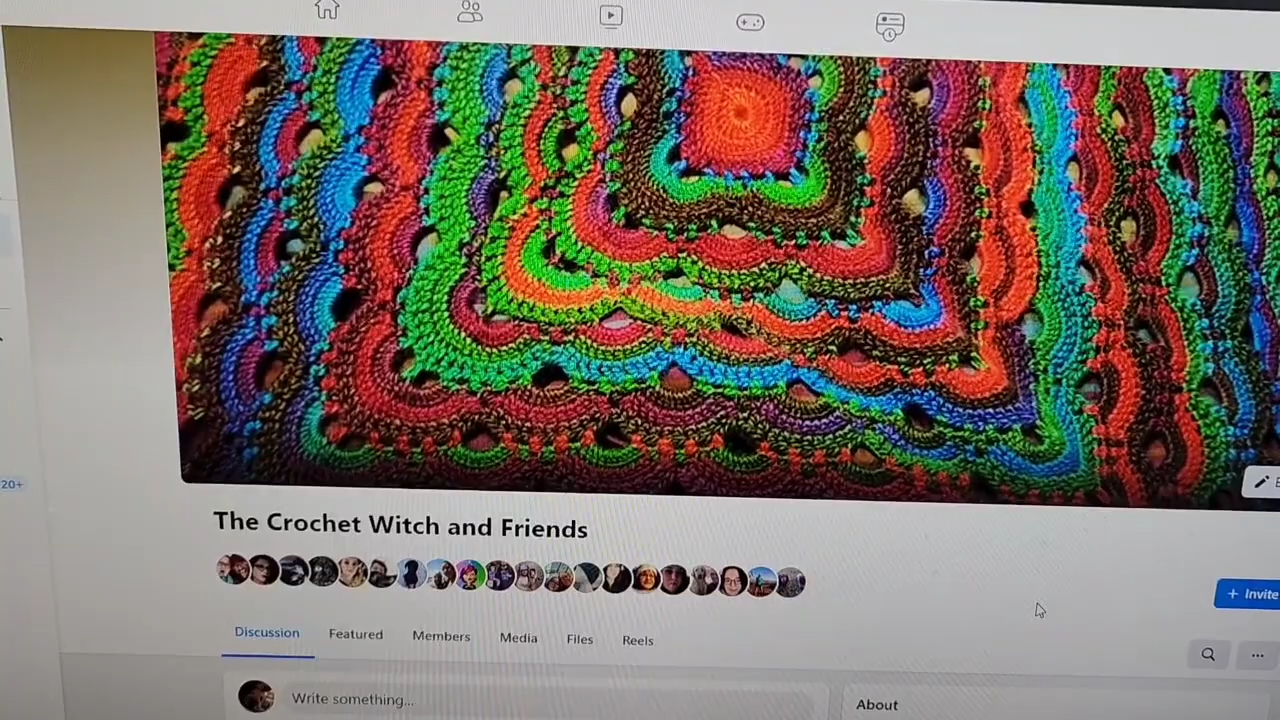 20+
The Crochet Witch and Friends
+ Invite
Discussion Featured Members Media Files Reels
Write something...
About